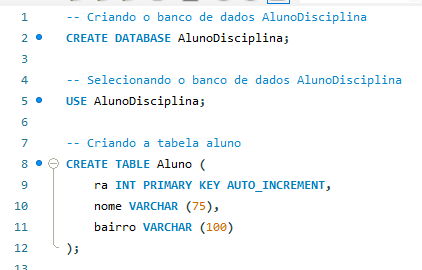 1 -- Criando o banco de dados AlunoDisciplina
2 CREATE DATABASE AlunoDisciplina;
3
4 -- Selecionando o banco de dados AlunoDisciplina
5 USE AlunoDisciplina;
6
7 -- Criando a tabela aluno
8 CREATE TABLE Aluno (
9 ra INT PRIMARY KEY AUTO_INCREMENT,
10 nome VARCHAR (75),
11 bairro VARCHAR (100)
12 );
13